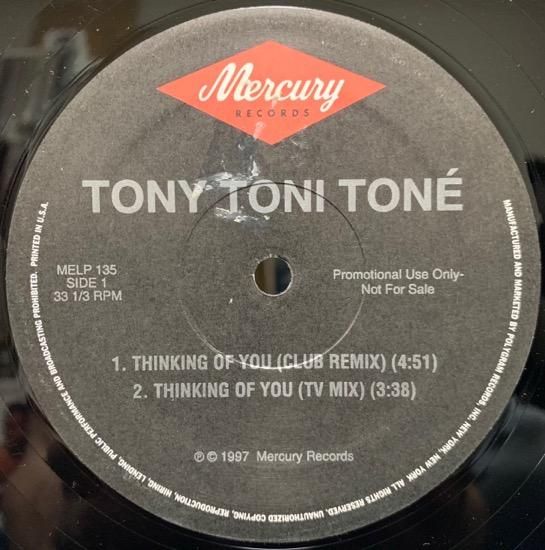 Mercury
RECORDS
TONY TONI TONÉ
MELP 135
SIDE 1
33 1/3 RPM
Promotional Use Only-
Not For Sale
1. THINKING OF YOU (CLUB REMIX) (4:51)
2. THINKING OF YOU (TV MIX) (3:38)
℗ © 1997 Mercury Records
MANUFACTURED AND MARKETED BY POLYGRAM RECORDS, INC. NEW YORK, NEW YORK ALL RIGHTS RESERVED. UNAUTHORIZED COPYING, REPRODUCTION, HIRING, LENDING, PUBLIC PERFORMANCE AND BROADCASTING PROHIBITED. PRINTED IN U.S.A.